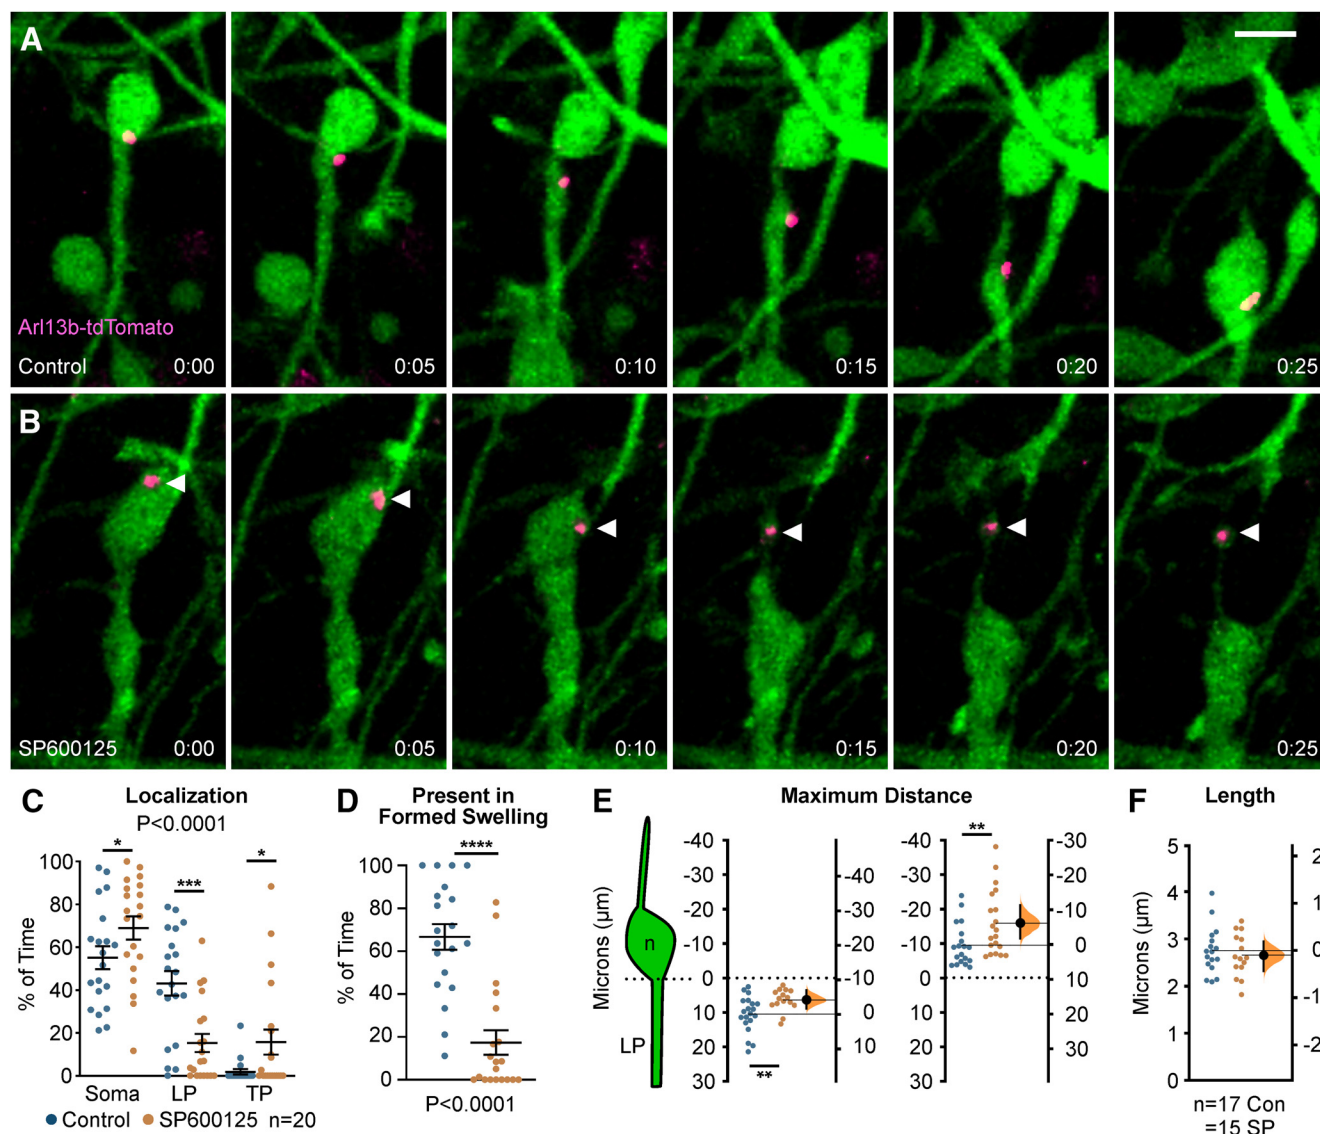 A
Arl13b-tdTomato
Control 0:00 0:05 0:10 0:15 0:20 0:25
B
SP600125 0:00 0:05 0:10 0:15 0:20 0:25
C Localization
P<0.0001
% of Time
100
80
60
40
20
0
* *** *
Soma LP TP
Control SP600125 n=20
D Present in
Formed Swelling
% of Time
100
80
60
40
20
0
****
P<0.0001
E Maximum Distance
n
LP
Microns (μm)
-40
-30
-20
-10
0
10
20
30
-40
-30
-20
-10
0
10
**
-40
-30
-20
-10
0
10
20
30
-30
-20
-10
0
10
20
30
**
F Length
Microns (μm)
5
4
3
2
1
0
2
1
0
-1
-2
n=17 Con
=15 SP